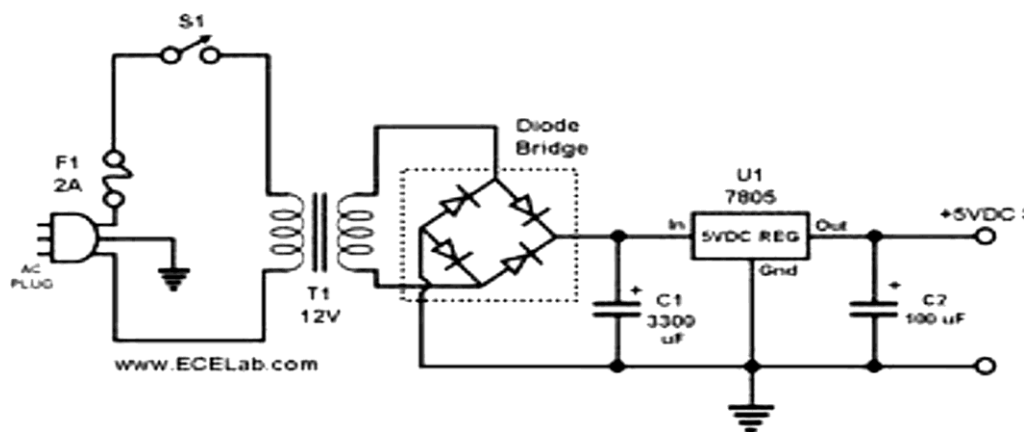 S1
F1
2A
AC
PLUG
T1
12V
www.ECELab.com
Diode
Bridge
U1
7805
In
5VDC REG
Out
Gnd
+
C1
3300
uF
+
C2
100 uF
+5VDC